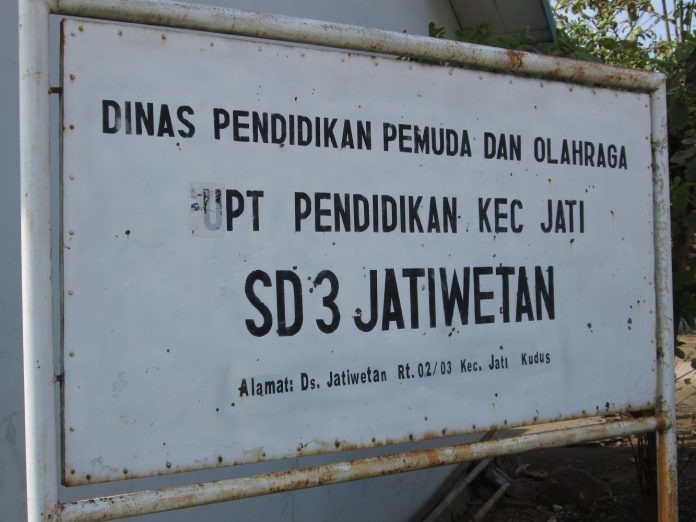 DINAS PENDIDIKAN PEMUDA DAN OLAHRAGA
UPT PENDIDIKAN KEC JATI
SD 3 JATIWETAN
Alamat: Ds. Jatiwetan Rt. 02/03 Kec. Jati Kudus